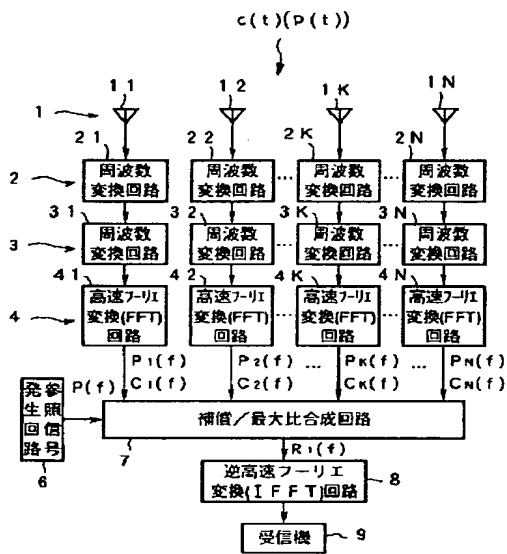 c(t)(p(t))
1 11 12 1K 1N
21 22 2K 2N
2 周波数 周波数 … 周波数 … 周波数
変換回路 変換回路 変換回路 変換回路
31 32 3K 3N
3 周波数 周波数 … 周波数 … 周波数
変換回路 変換回路 変換回路 変換回路
41 42 4K 4N
4 高速フーリエ 高速フーリエ … 高速フーリエ … 高速フーリエ
変換(FFT) 変換(FFT) 変換(FFT) 変換(FFT)
回路 回路 回路 回路
P1(f) P2(f) … PK(f) … PN(f)
C1(f) C2(f) CK(f) CN(f)
参照信号
発生回路
6
P(f)
補償/最大比合成回路
7
R1(f)
逆高速フーリエ
変換(IFFT)回路
8
受信機
9